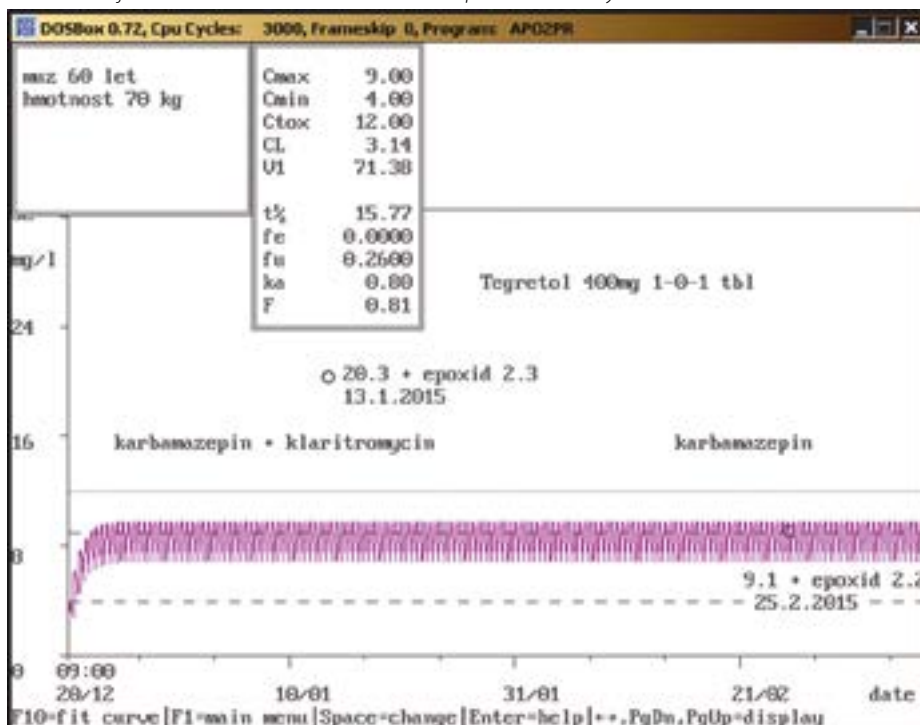 DOSBox 0.72, Cpu Cycles: 3000, Frameskip 0, Program: APO2PR
muz 60 let
hmotnost 70 kg
Cmax 9.00
Cmin 4.00
Ctox 12.00
CL 3.14
V1 71.38
t½ 15.77
fe 0.0000
fu 0.2600
ka 0.80
F 0.81
mg/l
Tegretol 400mg 1-0-1 tbl
24
20.3 + epoxid 2.3
13.1.2015
16
karbamazepin + klaritromycin
karbamazepin
8
9.1 + epoxid 2.2
25.2.2015
0
09:00
20/12
10/01
31/01
21/02
date
F10=fit curve|F1=main menu|Space=change|Enter=help|←→,PgDn,PgUp=display